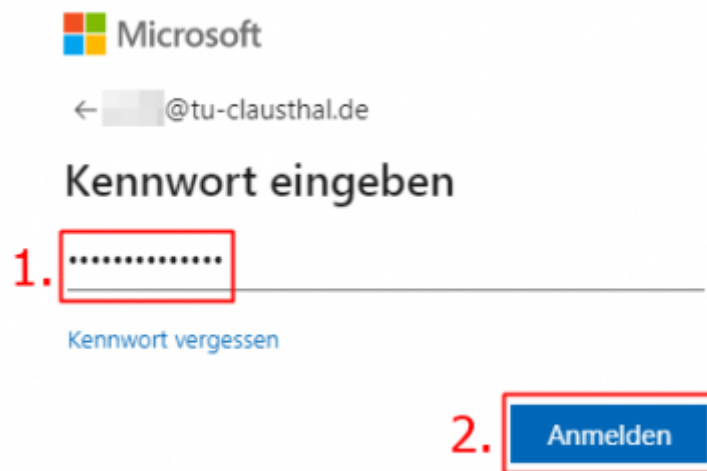 Microsoft
← @tu-clausthal.de
Kennwort eingeben
1. ••••••••••••••
Kennwort vergessen
2. Anmelden